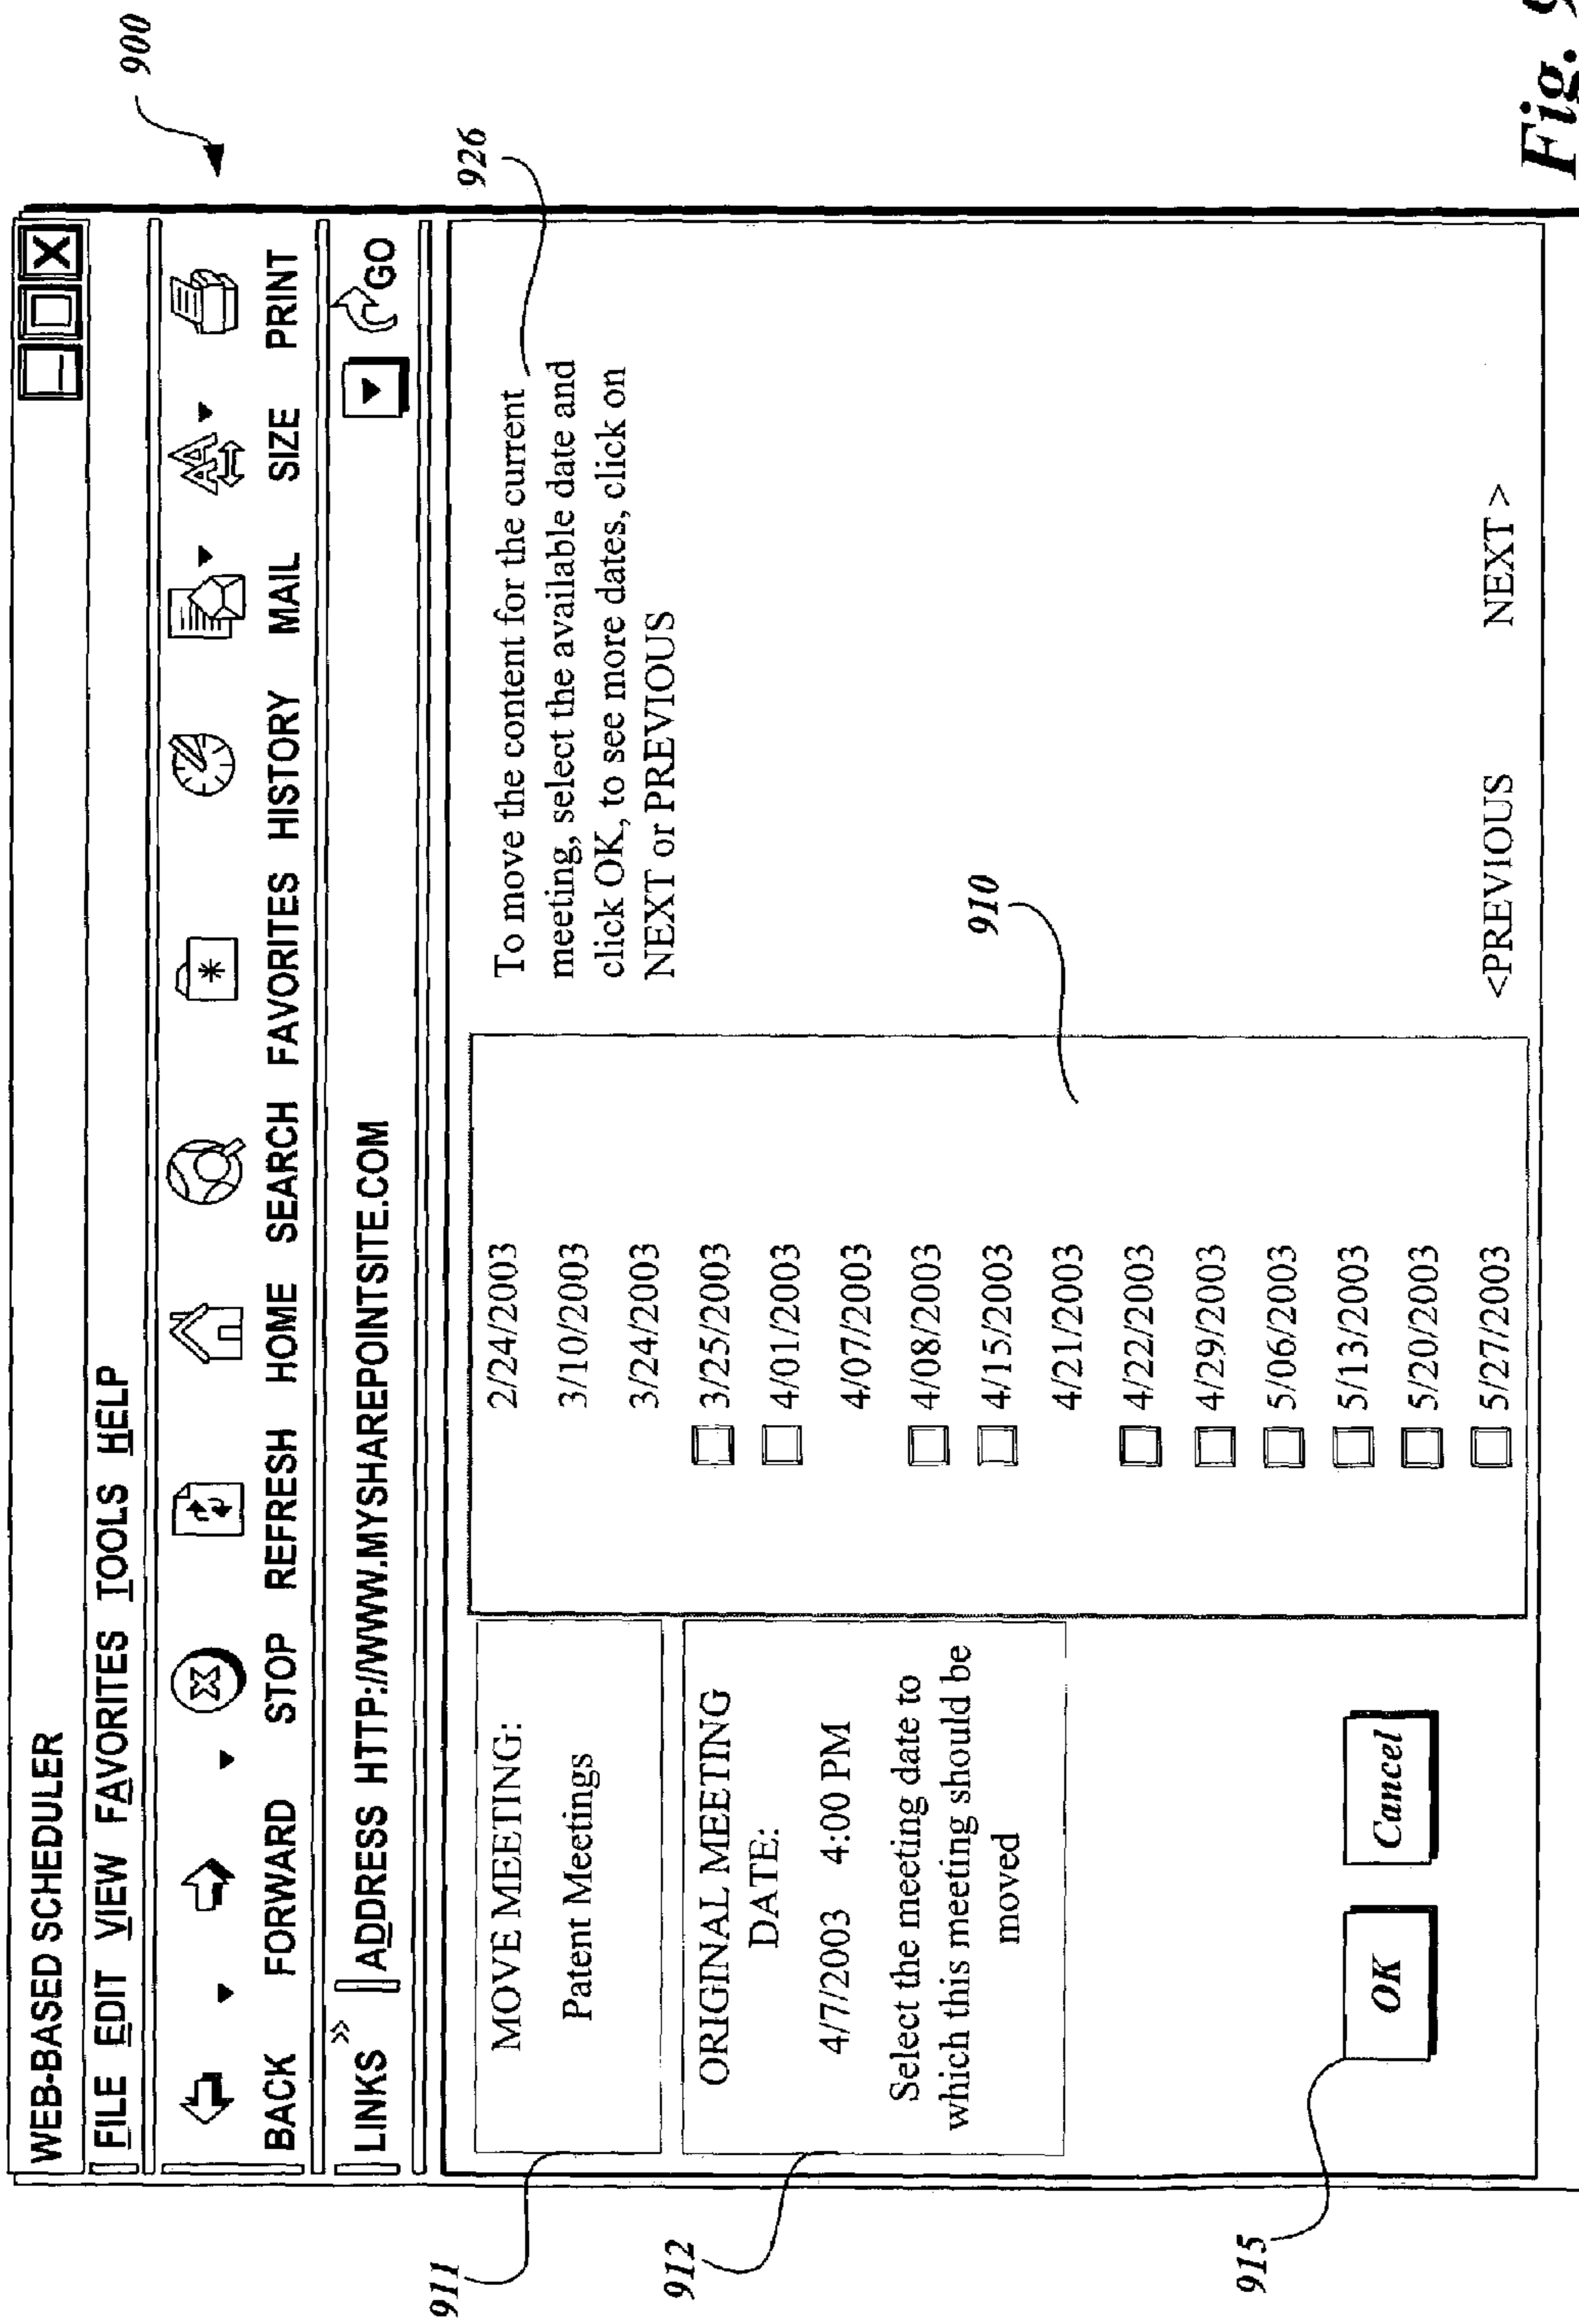 900
WEB-BASED SCHEDULER
FILE EDIT VIEW FAVORITES TOOLS HELP
BACK FORWARD STOP REFRESH HOME SEARCH FAVORITES HISTORY MAIL SIZE PRINT
LINKS » ADDRESS HTTP://WWW.MYSHAREPOINTSITE.COM GO
911
MOVE MEETING:
Patent Meetings
912
ORIGINAL MEETING
DATE:
4/7/2003 4:00 PM
Select the meeting date to
which this meeting should be
moved
915
OK Cancel
2/24/2003
3/10/2003
3/24/2003
3/25/2003
4/01/2003
4/07/2003
4/08/2003
4/15/2003
4/21/2003
4/22/2003
4/29/2003
5/06/2003
5/13/2003
5/20/2003
5/27/2003
910
926
To move the content for the current
meeting, select the available date and
click OK, to see more dates, click on
NEXT or PREVIOUS
<PREVIOUS NEXT >
Fig.